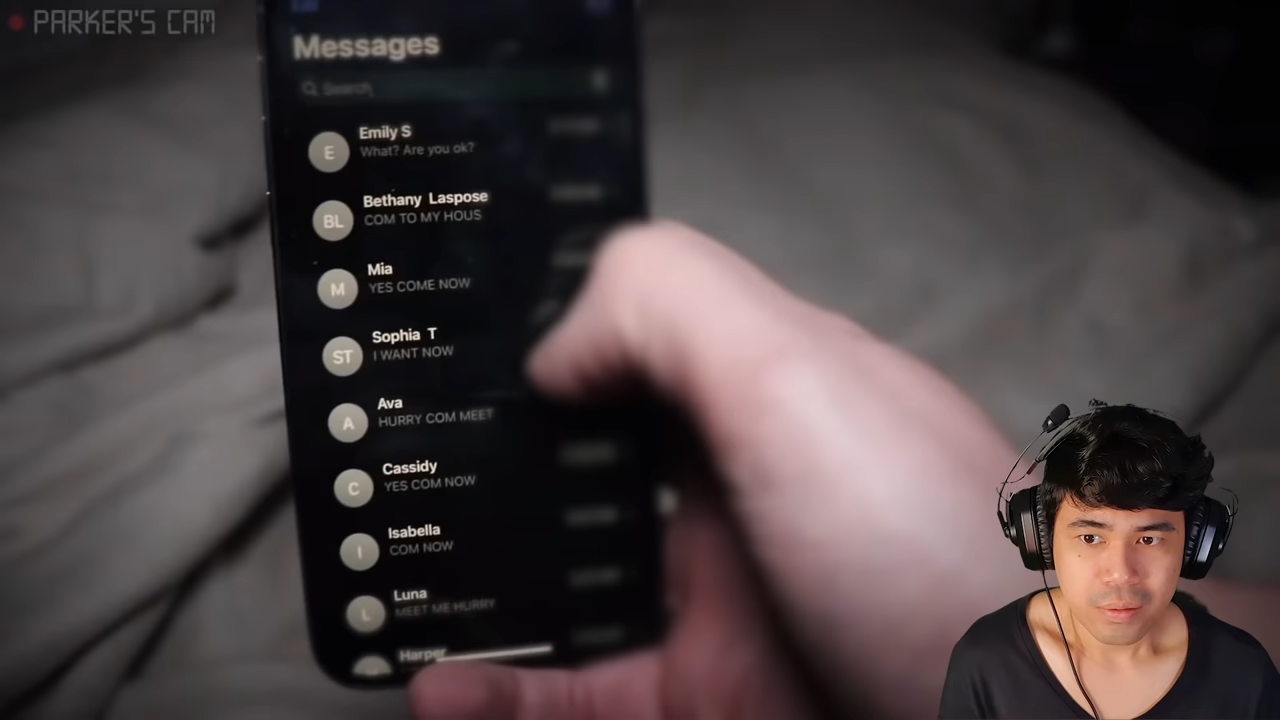 PARKER'S CAM
Messages
Search
E
Emily S
What? Are you ok?
BL
Bethany Laspose
COM TO MY HOUS
M
Mia
YES COME NOW
ST
Sophia T
I WANT NOW
A
Ava
HURRY COM MEET
C
Cassidy
YES COM NOW
I
Isabella
COM NOW
L
Luna
MEET ME HURRY
Harper